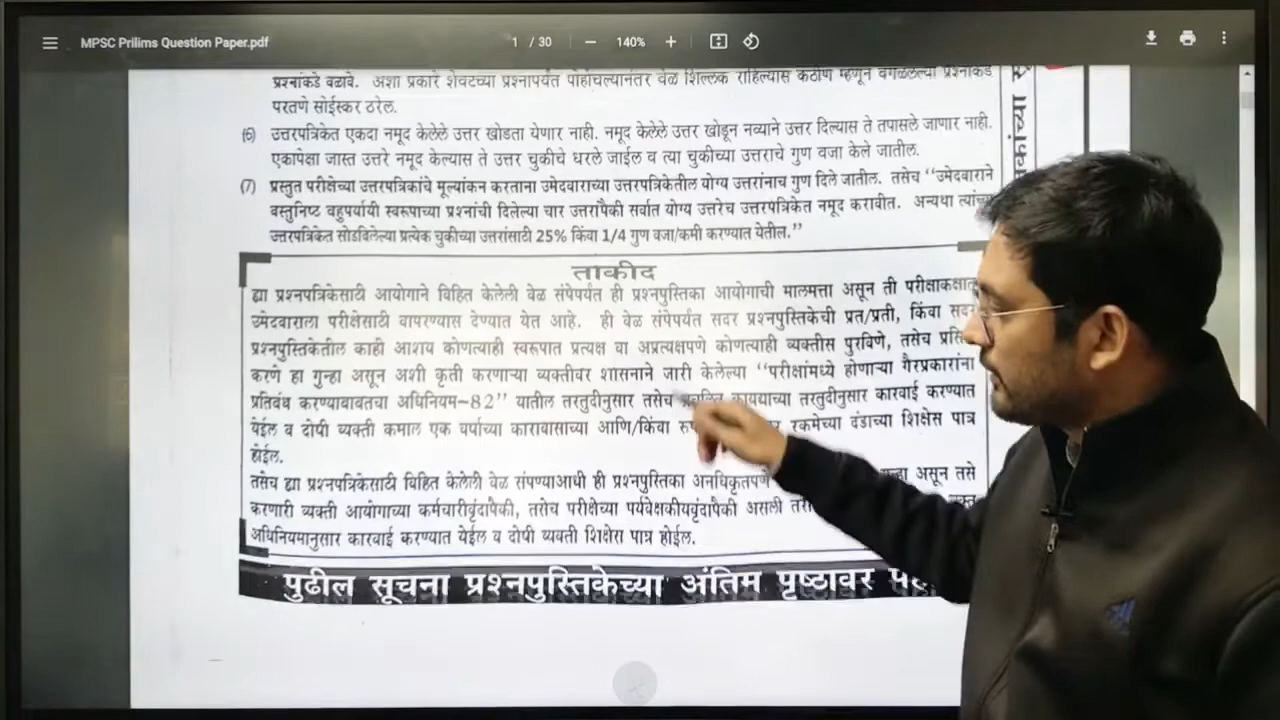 MPSC Prilims Question Paper.pdf
1 / 30
140%
प्रश्नांकडे वळावे. अशा प्रकारे शेवटच्या प्रश्नापर्यंत पोहोचल्यानंतर वेळ शिल्लक राहिल्यास कठीण म्हणून वगळलेल्या प्रश्नांकडे
परतणे सोईस्कर ठरेल.
(6) उत्तरपत्रिकेत एकदा नमूद केलेले उत्तर खोडता येणार नाही. नमूद केलेले उत्तर खोडून नव्याने उत्तर दिल्यास ते तपासले जाणार नाही.
एकापेक्षा जास्त उत्तरे नमूद केल्यास ते उत्तर चुकीचे धरले जाईल व त्या चुकीच्या उत्तराचे गुण वजा केले जातील.
(7) प्रस्तुत परीक्षेच्या उत्तरपत्रिकांचे मूल्यांकन करताना उमेदवाराच्या उत्तरपत्रिकेतील योग्य उत्तरांनाच गुण दिले जातील. तसेच “उमेदवाराने
वस्तुनिष्ठ बहुपर्यायी स्वरूपाच्या प्रश्नांची दिलेल्या चार उत्तरांपैकी सर्वात योग्य उत्तरेच उत्तरपत्रिकेत नमूद करावीत. अन्यथा त्यांच्या
उत्तरपत्रिकेत सोडविलेल्या प्रत्येक चुकीच्या उत्तरांसाठी 25% किंवा 1/4 गुण वजा/कमी करण्यात येतील.”
ताकीद
ह्या प्रश्नपत्रिकेसाठी आयोगाने विहित केलेली वेळ संपेपर्यंत ही प्रश्नपुस्तिका आयोगाची मालमत्ता असून ती परीक्षाकक्षात
उमेदवाराला परीक्षेसाठी वापरण्यास देण्यात येत आहे. ही वेळ संपेपर्यंत सदर प्रश्नपुस्तिकेची प्रत/प्रती, किंवा सदर
प्रश्नपुस्तिकेतील काही आशय कोणत्याही स्वरूपात प्रत्यक्ष वा अप्रत्यक्षपणे कोणत्याही व्यक्तीस पुरविणे, तसेच
करणे हा गुन्हा असून अशी कृती करणाऱ्या व्यक्तीवर शासनाने जारी केलेल्या “परीक्षांमध्ये होणाऱ्या गैरप्रकारांना
प्रतिबंध करण्याबाबतचा अधिनियम-82” यातील तरतुदीनुसार तसेच कायद्याच्या तरतुदीनुसार कारवाई करण्यात
येईल व दोषी व्यक्ती कमाल एक वर्षाच्या कारावासाच्या आणि/किंवा रकमेच्या दंडाच्या शिक्षेस पात्र
होईल.
तसेच ह्या प्रश्नपत्रिकेसाठी विहित केलेली वेळ संपण्याआधी ही प्रश्नपुस्तिका अनधिकृतपणे असून तसे
करणारी व्यक्ती आयोगाच्या कर्मचारीवृंदापैकी, तसेच परीक्षेच्या पर्यवेक्षकीयवृंदापैकी असली
अधिनियमानुसार कारवाई करण्यात येईल व दोषी व्यक्ती शिक्षेस पात्र होईल.
पुढील सूचना प्रश्नपुस्तिकेच्या अंतिम पृष्ठावर